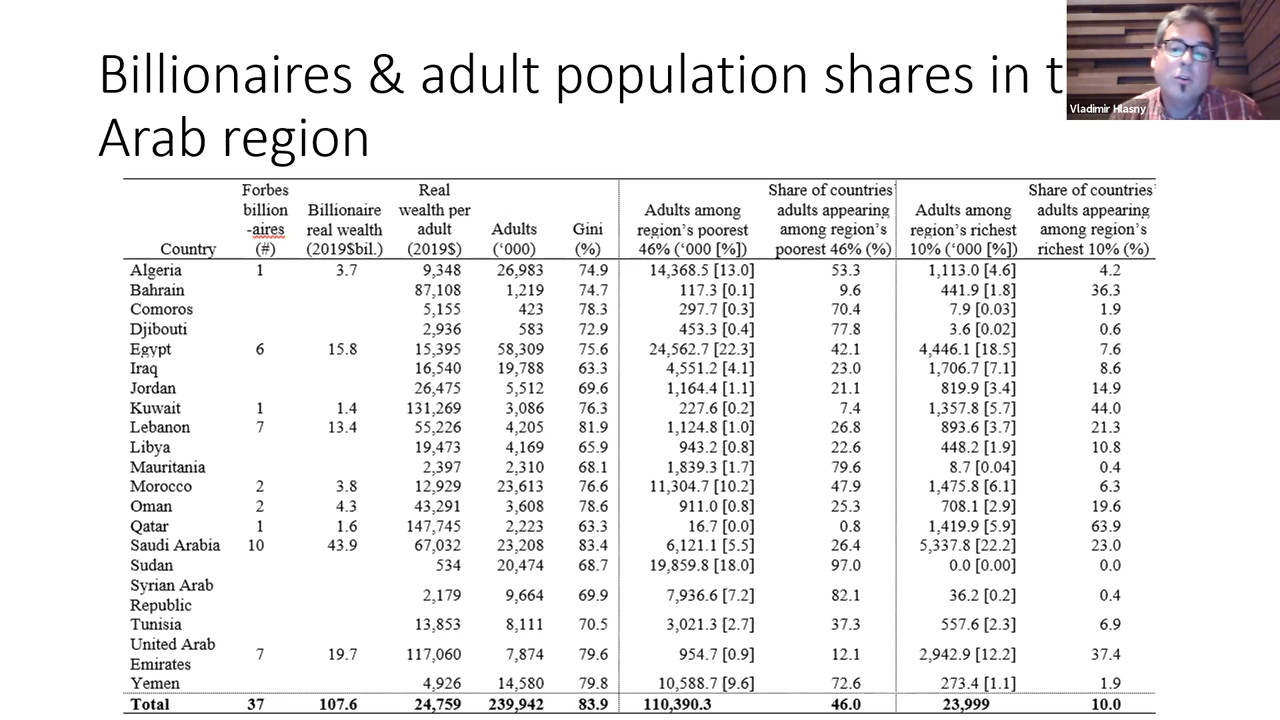 Billionaires & adult population shares in t
Arab region
Vladimir Hlasny
Country Forbes billion-aires (#) Billionaire real wealth (2019$bil.) Real wealth per adult (2019$) Adults (‘000) Gini (%) Adults among region’s poorest 46% (‘000 [%]) Share of countries’ adults appearing among region’s poorest 46% (%) Adults among region’s richest 10% (‘000 [%]) Share of countries’ adults appearing among region’s richest 10% (%)
Algeria 1 3.7 9,348 26,983 74.9 14,368.5 [13.0] 53.3 1,113.0 [4.6] 4.2
Bahrain 87,108 1,219 74.7 117.3 [0.1] 9.6 441.9 [1.8] 36.3
Comoros 5,155 423 78.3 297.7 [0.3] 70.4 7.9 [0.03] 1.9
Djibouti 2,936 583 72.9 453.3 [0.4] 77.8 3.6 [0.02] 0.6
Egypt 6 15.8 15,395 58,309 75.6 24,562.7 [22.3] 42.1 4,446.1 [18.5] 7.6
Iraq 16,540 19,788 63.3 4,551.2 [4.1] 23.0 1,706.7 [7.1] 8.6
Jordan 26,475 5,512 69.6 1,164.4 [1.1] 21.1 819.9 [3.4] 14.9
Kuwait 1 1.4 131,269 3,086 76.3 227.6 [0.2] 7.4 1,357.8 [5.7] 44.0
Lebanon 7 13.4 55,226 4,205 81.9 1,124.8 [1.0] 26.8 893.6 [3.7] 21.3
Libya 19,473 4,169 65.9 943.2 [0.8] 22.6 448.2 [1.9] 10.8
Mauritania 2,397 2,310 68.1 1,839.3 [1.7] 79.6 8.7 [0.04] 0.4
Morocco 2 3.8 12,929 23,613 76.6 11,304.7 [10.2] 47.9 1,475.8 [6.1] 6.3
Oman 2 4.3 43,291 3,608 78.6 911.0 [0.8] 25.3 708.1 [2.9] 19.6
Qatar 1 1.6 147,745 2,223 63.3 16.7 [0.0] 0.8 1,419.9 [5.9] 63.9
Saudi Arabia 10 43.9 67,032 23,208 83.4 6,121.1 [5.5] 26.4 5,337.8 [22.2] 23.0
Sudan 534 20,474 68.7 19,859.8 [18.0] 97.0 0.0 [0.00] 0.0
Syrian Arab
Republic 2,179 9,664 69.9 7,936.6 [7.2] 82.1 36.2 [0.2] 0.4
Tunisia 13,853 8,111 70.5 3,021.3 [2.7] 37.3 557.6 [2.3] 6.9
United Arab
Emirates 7 19.7 117,060 7,874 79.6 954.7 [0.9] 12.1 2,942.9 [12.2] 37.4
Yemen 4,926 14,580 79.8 10,588.7 [9.6] 72.6 273.4 [1.1] 1.9
Total 37 107.6 24,759 239,942 83.9 110,390.3 46.0 23,999 10.0